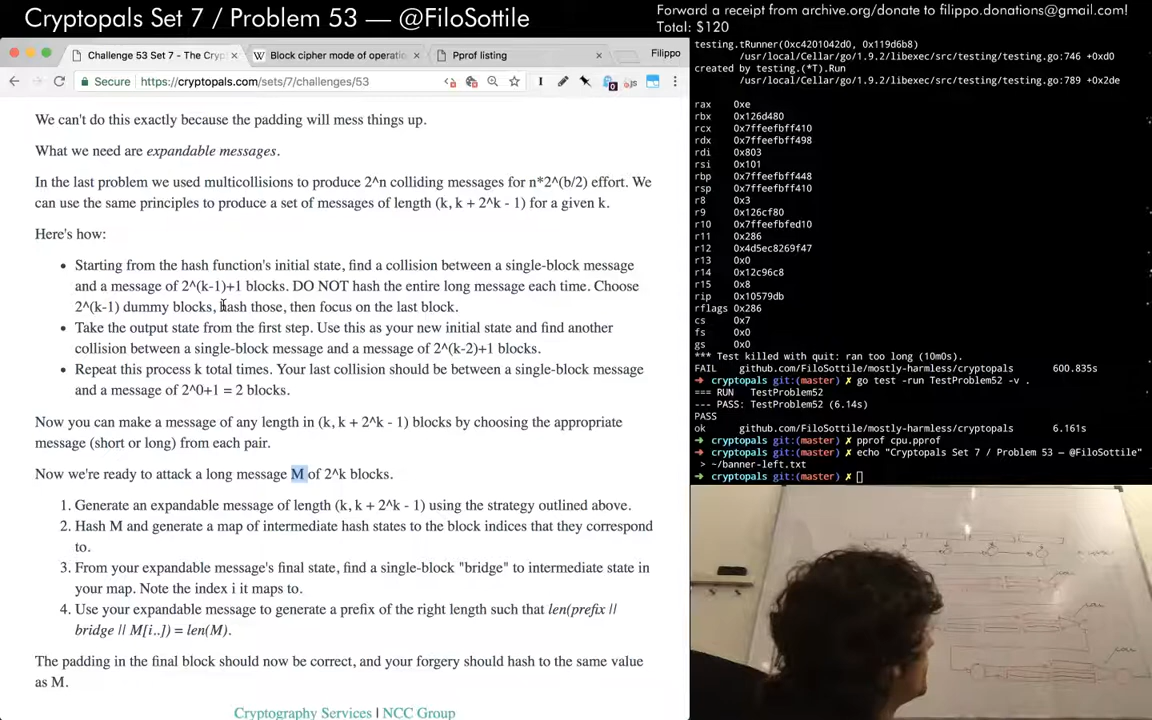 Cryptopals Set 7 / Problem 53 — @FiloSottile
Forward a receipt from archive.org/donate to filippo.donations@gmail.com!
Total: $120
Challenge 53 Set 7 - The Cryp
Block cipher mode of operatio
Pprof listing
Filippo
Secure
https://cryptopals.com/sets/7/challenges/53
We can't do this exactly because the padding will mess things up.
What we need are expandable messages.
In the last problem we used multicollisions to produce 2^n colliding messages for n*2^(b/2) effort. We
can use the same principles to produce a set of messages of length (k, k + 2^k - 1) for a given k.
Here's how:
• Starting from the hash function's initial state, find a collision between a single-block message
and a message of 2^(k-1)+1 blocks. DO NOT hash the entire long message each time. Choose
2^(k-1) dummy blocks, hash those, then focus on the last block.
• Take the output state from the first step. Use this as your new initial state and find another
collision between a single-block message and a message of 2^(k-2)+1 blocks.
• Repeat this process k total times. Your last collision should be between a single-block message
and a message of 2^0+1 = 2 blocks.
Now you can make a message of any length in (k, k + 2^k - 1) blocks by choosing the appropriate
message (short or long) from each pair.
Now we're ready to attack a long message M of 2^k blocks.
1. Generate an expandable message of length (k, k + 2^k - 1) using the strategy outlined above.
2. Hash M and generate a map of intermediate hash states to the block indices that they correspond
to.
3. From your expandable message's final state, find a single-block "bridge" to intermediate state in
your map. Note the index i it maps to.
4. Use your expandable message to generate a prefix of the right length such that len(prefix ||
bridge || M[i..]) = len(M).
The padding in the final block should now be correct, and your forgery should hash to the same value
as M.
Cryptography Services | NCC Group
testing.tRunner(0xc4201042d0, 0x119d6b8)
/usr/local/Cellar/go/1.9.2/libexec/src/testing/testing.go:746 +0xd0
created by testing.(*T).Run
/usr/local/Cellar/go/1.9.2/libexec/src/testing/testing.go:789 +0x2de
rax 0xe
rbx 0x126d480
rcx 0x7ffeefbff410
rdx 0x7ffeefbff498
rdi 0x803
rsi 0x101
rbp 0x7ffeefbff448
rsp 0x7ffeefbff410
r8 0x3
r9 0x126cf80
r10 0x7ffeefbfed10
r11 0x286
r12 0x4d5ec8269f47
r13 0x0
r14 0x12c96c8
r15 0x8
rip 0x10579db
rflags 0x286
cs 0x7
fs 0x0
gs 0x0
*** Test killed with quit: ran too long (10m0s).
FAIL github.com/FiloSottile/mostly-harmless/cryptopals 600.835s
➜ cryptopals git:(master) ✗ go test -run TestProblem52 -v .
=== RUN TestProblem52
--- PASS: TestProblem52 (6.14s)
PASS
ok github.com/FiloSottile/mostly-harmless/cryptopals 6.161s
➜ cryptopals git:(master) ✗ pprof cpu.pprof
➜ cryptopals git:(master) ✗ echo "Cryptopals Set 7 / Problem 53 — @FiloSottile"
> ~/banner-left.txt
➜ cryptopals git:(master) ✗